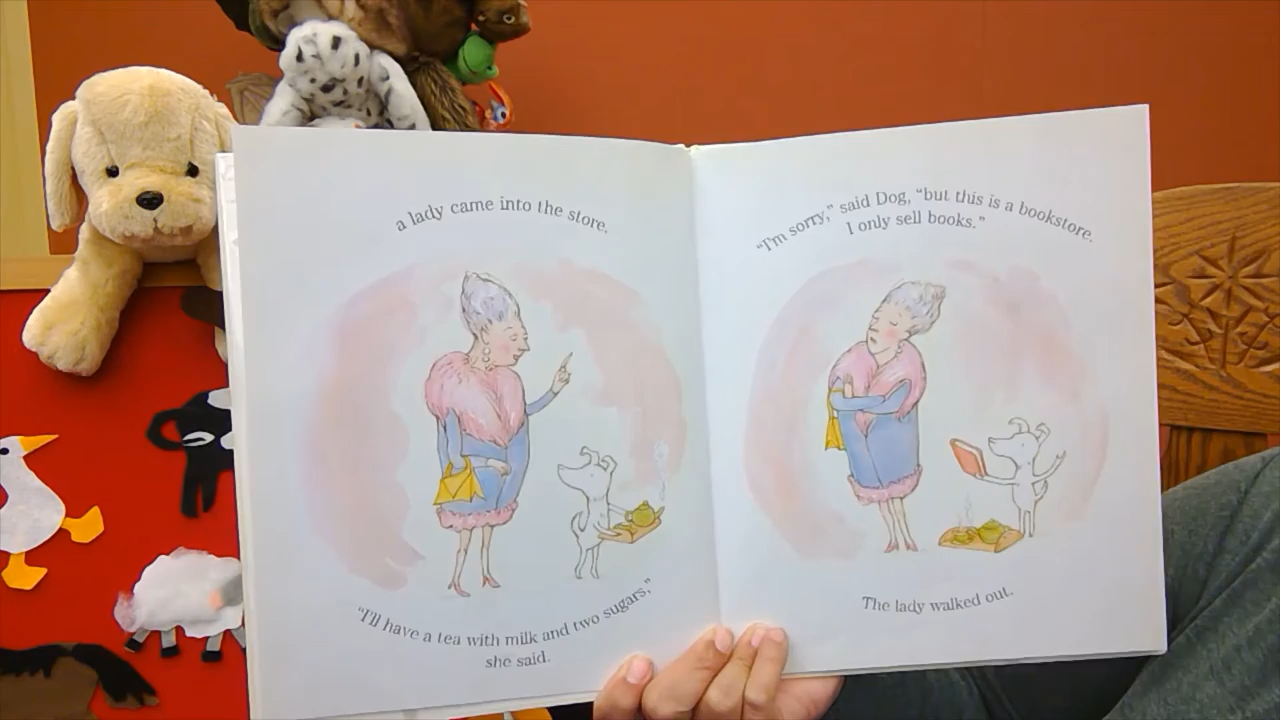 a lady came into the store.
"I'll have a tea with milk and two sugars,"
she said.
"I'm sorry," said Dog, "but this is a bookstore.
I only sell books."
The lady walked out.